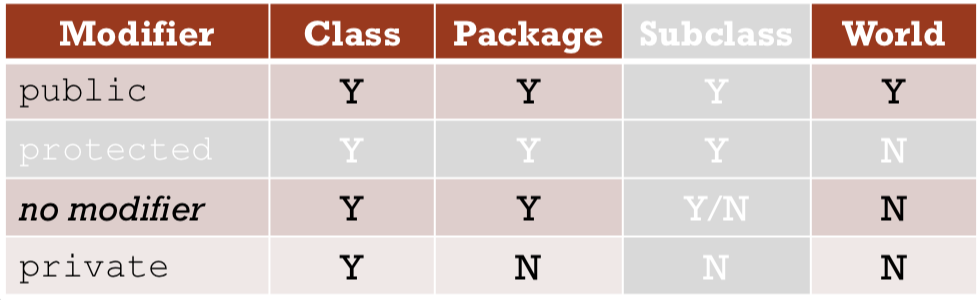 Modifier Class Package Subclass World
public Y Y Y Y
protected Y Y Y N
no modifier Y Y Y/N N
private Y N N N